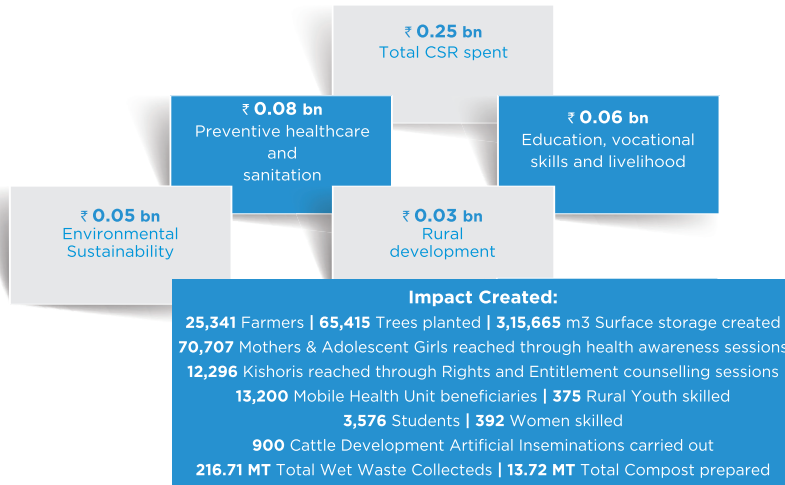 ₹ 0.25 bn
Total CSR spent
₹ 0.08 bn
Preventive healthcare
and
sanitation
₹ 0.06 bn
Education, vocational
skills and livelihood
₹ 0.05 bn
Environmental
Sustainability
₹ 0.03 bn
Rural
development
Impact Created:
25,341 Farmers | 65,415 Trees planted | 3,15,665 m3 Surface storage created
70,707 Mothers & Adolescent Girls reached through health awareness sessions
12,296 Kishoris reached through Rights and Entitlement counselling sessions
13,200 Mobile Health Unit beneficiaries | 375 Rural Youth skilled
3,576 Students | 392 Women skilled
900 Cattle Development Artificial Inseminations carried out
216.71 MT Total Wet Waste Collecteds | 13.72 MT Total Compost prepared